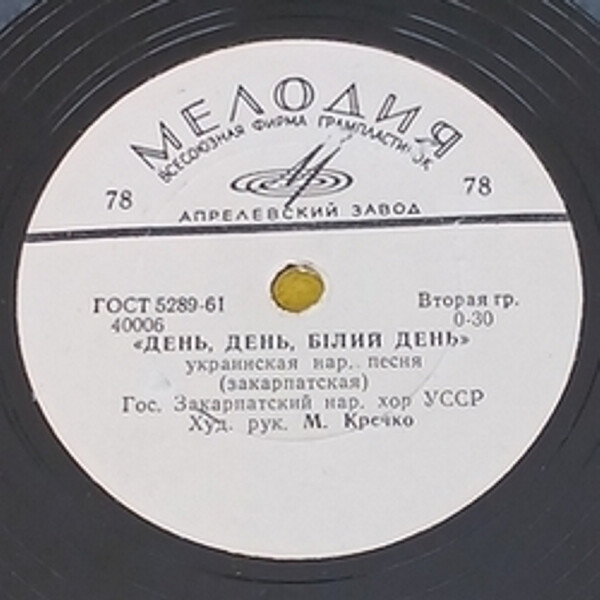 МЕЛОДИЯ
ВСЕСОЮЗНАЯ ФИРМА ГРАМПЛАСТИНОК
78 78
АПРЕЛЕВСКИЙ ЗАВОД
ГОСТ 5289-61 Вторая гр.
40006 0-30
«ДЕНЬ, ДЕНЬ, БІЛИЙ ДЕНЬ»
украинская нар. песня
(закарпатская)
Гос. Закарпатский нар. хор УССР
Худ. рук. М. Кречко